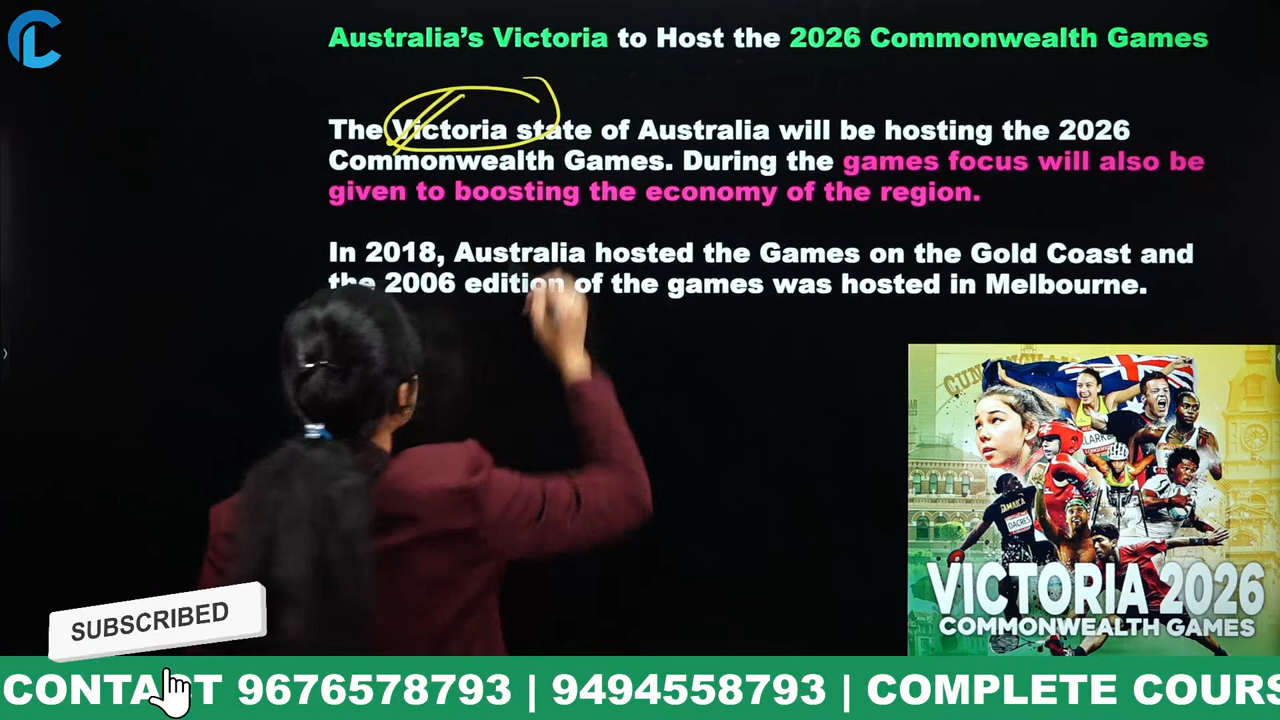 Australia's Victoria to Host the 2026 Commonwealth Games
The Victoria state of Australia will be hosting the 2026
Commonwealth Games. During the games focus will also be
given to boosting the economy of the region.
In 2018, Australia hosted the Games on the Gold Coast and
the 2006 edition of the games was hosted in Melbourne.
CLARKE
JAMAICA
DACRES
VICTORIA 2026
COMMONWEALTH GAMES
SUBSCRIBED
CONTACT 9676578793 | 9494558793 | COMPLETE COURS